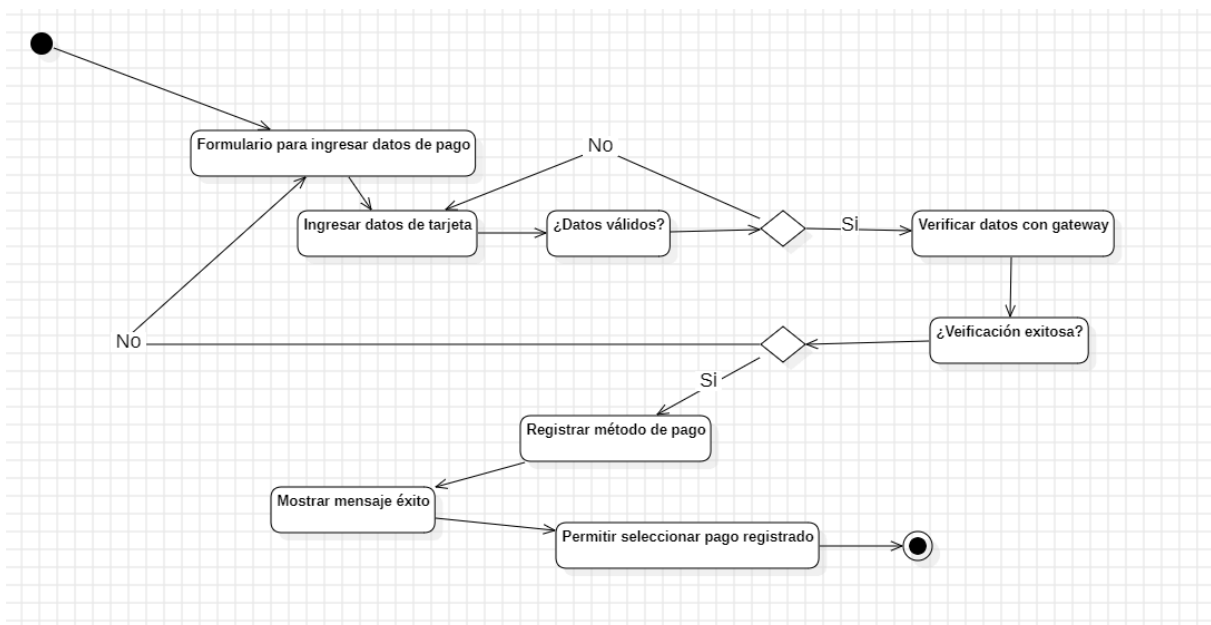 Formulario para ingresar datos de pago
No
Ingresar datos de tarjeta
¿Datos válidos?
Si
Verificar datos con gateway
¿Veificación exitosa?
No
Si
Registrar método de pago
Mostrar mensaje éxito
Permitir seleccionar pago registrado